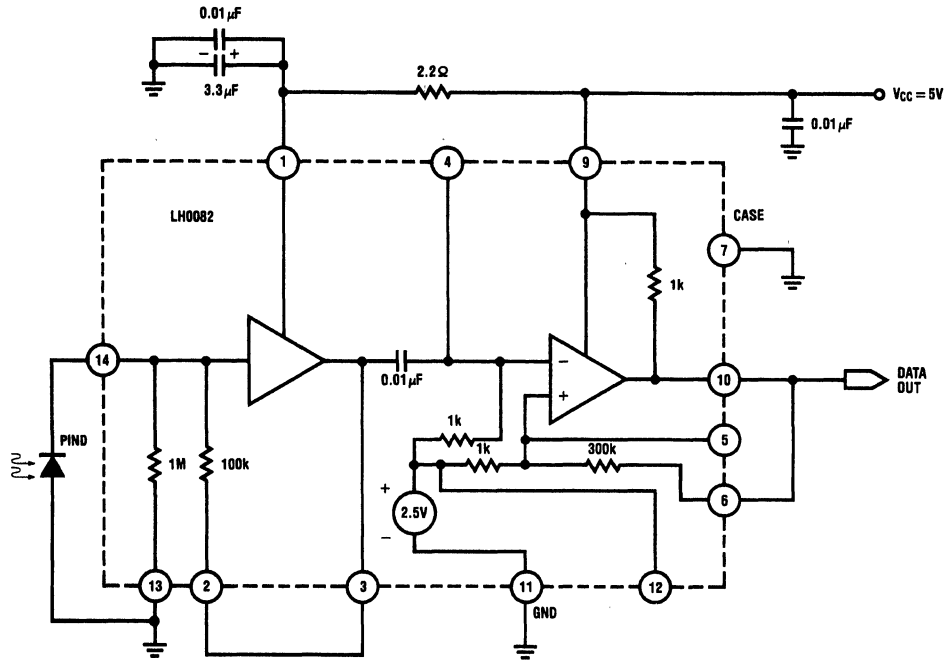 0.01µF
− +
3.3µF
2.2Ω
VCC = 5V
0.01µF
1
4
9
LH0082
CASE
7
1k
14
0.01µF
−
+
10
DATA
OUT
PIND
1M
100k
1k
1k
300k
5
6
+
2.5V
−
13
2
3
11
GND
12